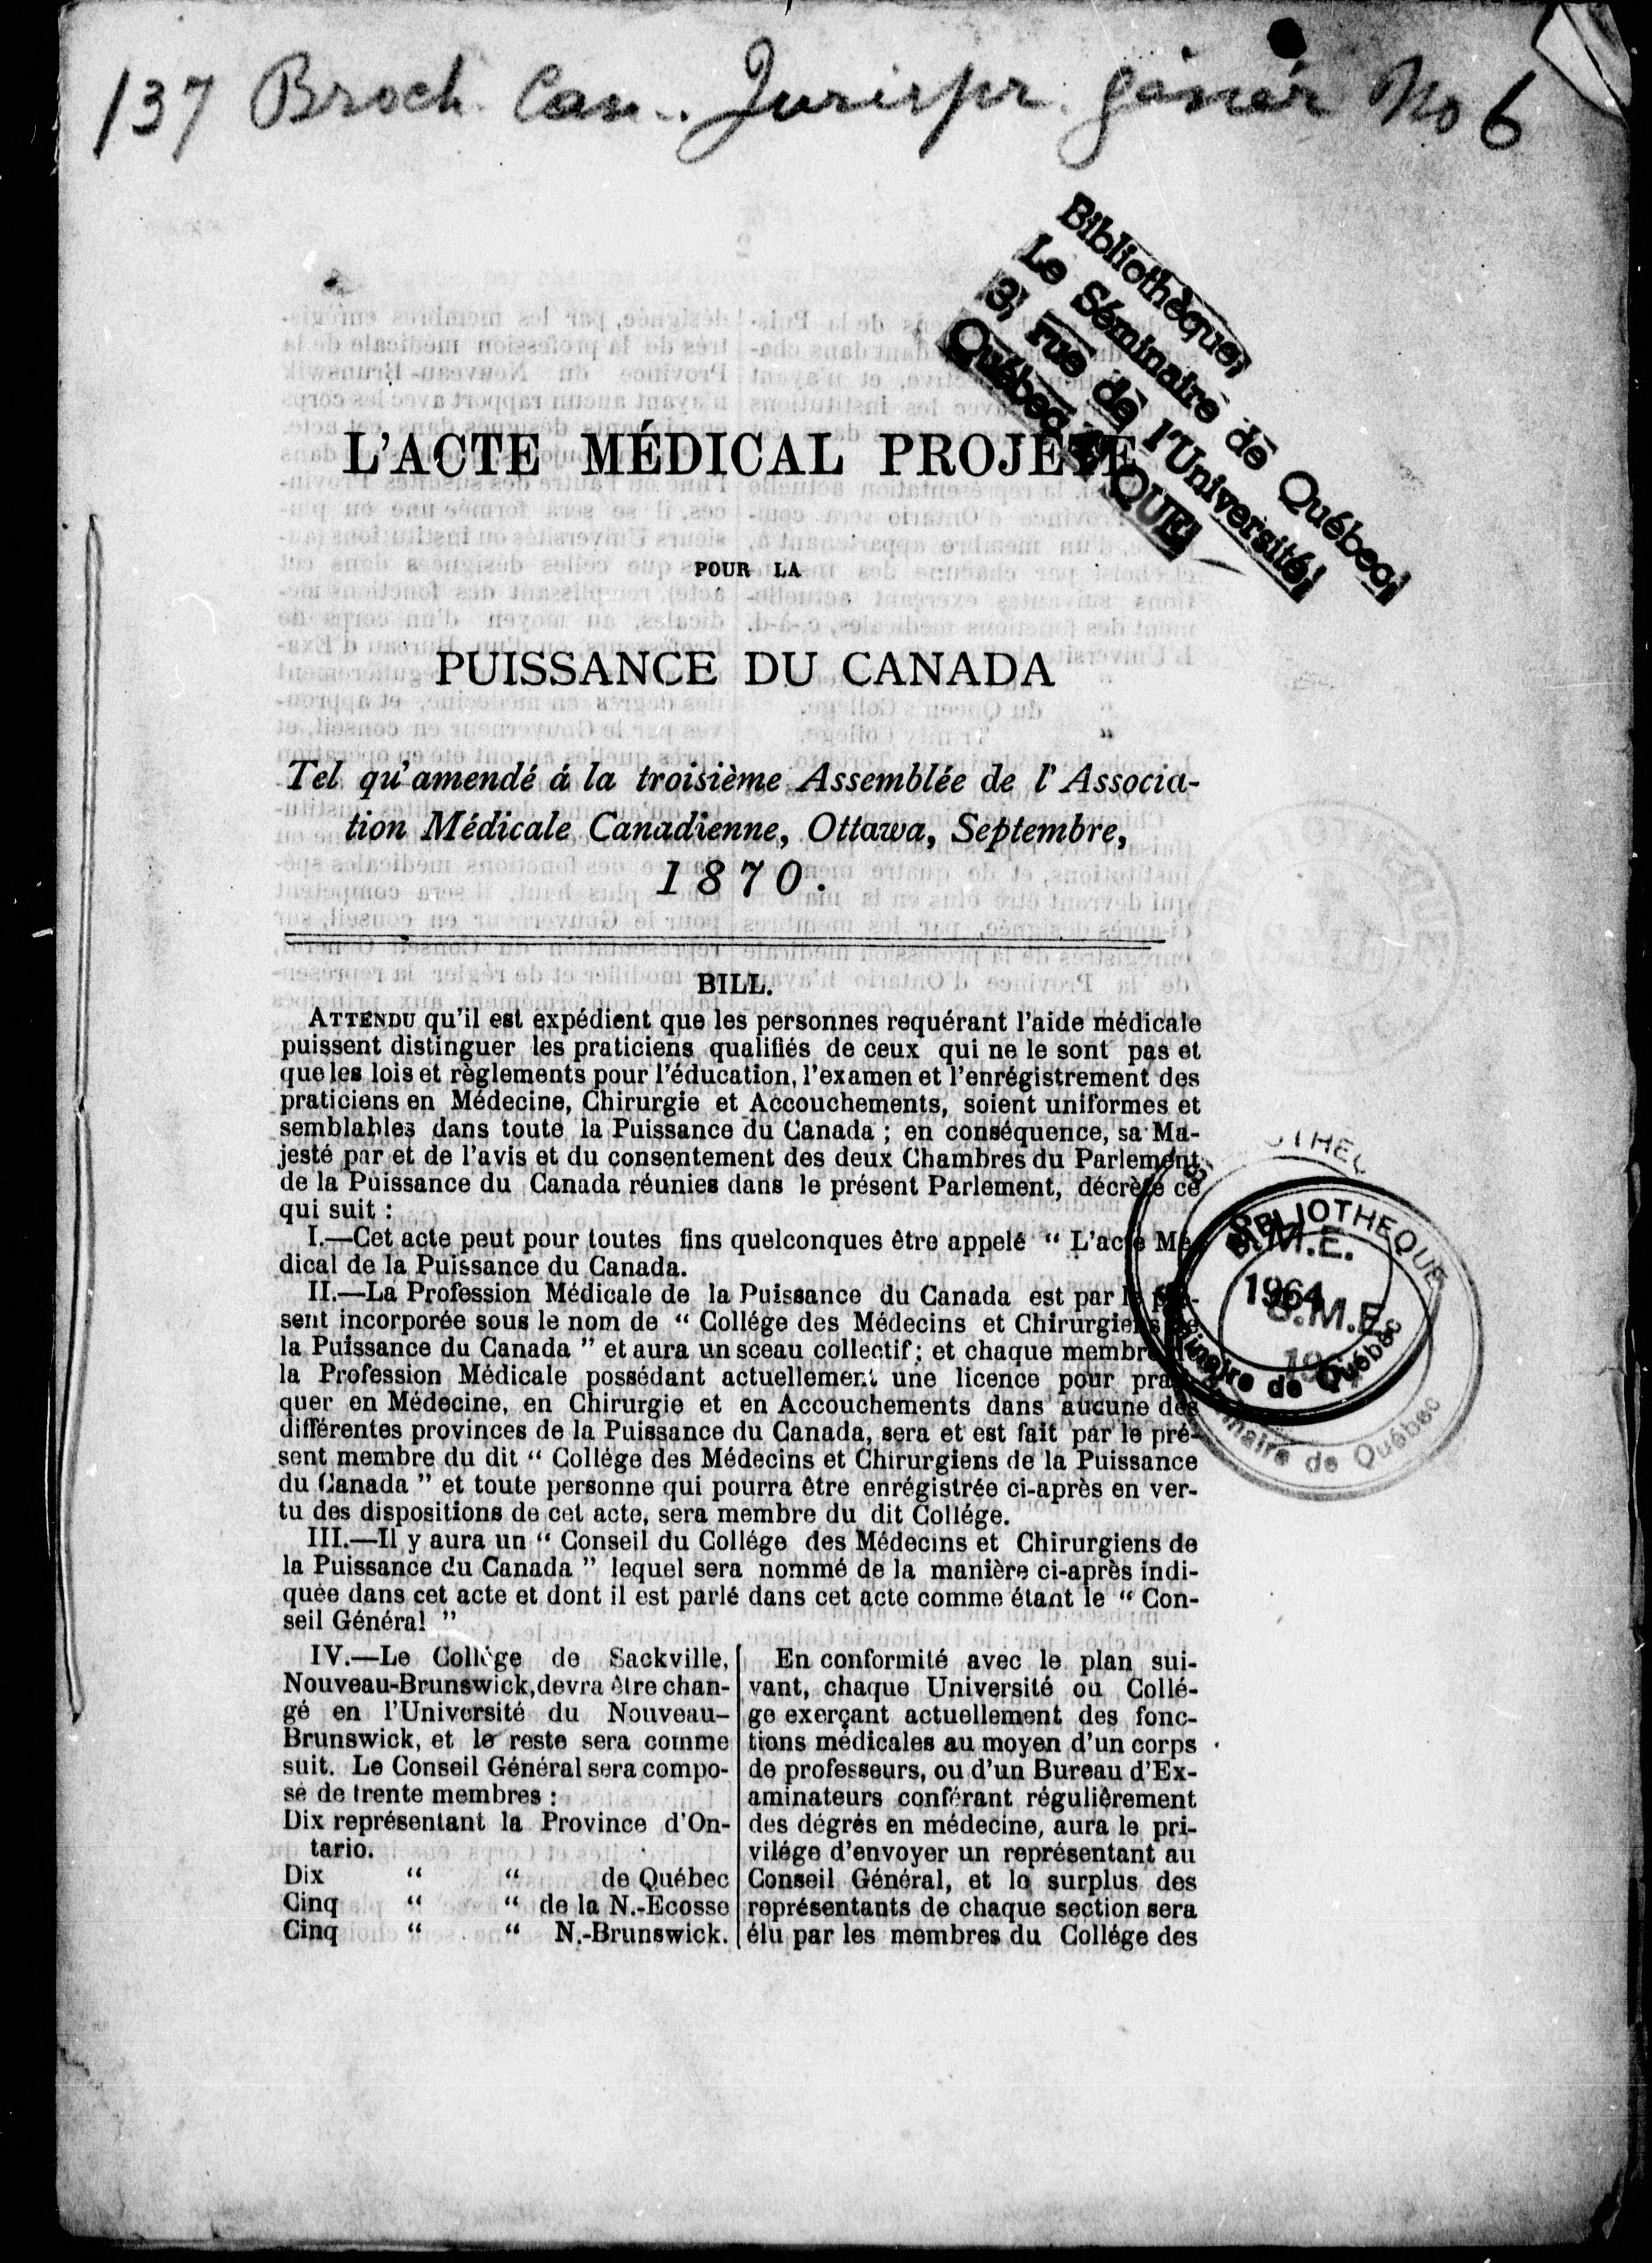 137 Broch. Can.. Jurispr. génér No 6
Bibliothèque,
Le Séminaire de Québec,
3, rue de l'Université,
Québec QUE.
L'ACTE MÉDICAL PROJETÉ
POUR LA
PUISSANCE DU CANADA
Tel qu'amendé á la troisième Assemblée de l'Associa-
tion Médicale Canadienne, Ottawa, Septembre,
1870.
BILL.
ATTENDU qu'il est expédient que les personnes requérant l'aide médicale
puissent distinguer les praticiens qualifiés de ceux qui ne le sont pas et
que les lois et règlements pour l'éducation, l'examen et l'enrégistrement des
praticiens en Médecine, Chirurgie et Accouchements, soient uniformes et
semblables dans toute la Puissance du Canada ; en conséquence, sa Ma-
jesté par et de l'avis et du consentement des deux Chambres du Parlement
de la Puissance du Canada réunies dans le présent Parlement, décrète ce
qui suit :
I.—Cet acte peut pour toutes fins quelconques être appelé “ L'acte Mé-
dical de la Puissance du Canada.
II.—La Profession Médicale de la Puissance du Canada est par le pré-
sent incorporée sous le nom de “ Collége des Médecins et Chirurgiens de
la Puissance du Canada ” et aura un sceau collectif ; et chaque membre de
la Profession Médicale possédant actuellement une licence pour prati-
quer en Médecine, en Chirurgie et en Accouchements dans aucune des
différentes provinces de la Puissance du Canada, sera et est fait par le pré-
sent membre du dit “ Collége des Médecins et Chirurgiens de la Puissance
du Canada ” et toute personne qui pourra être enrégistrée ci-après en ver-
tu des dispositions de cet acte, sera membre du dit Collége.
III.—Il y aura un “ Conseil du Collége des Médecins et Chirurgiens de
la Puissance du Canada ” lequel sera nommé de la manière ci-après indi-
quée dans cet acte et dont il est parlé dans cet acte comme étant le “ Con-
seil Général ”
IV.—Le Collége de Sackville,
Nouveau-Brunswick, devra être chan-
gé en l'Université du Nouveau-
Brunswick, et le reste sera comme
suit. Le Conseil Général sera compo-
sé de trente membres :
Dix représentant la Province d'On-
tario.
Dix “ “ de Québec
Cinq “ “ de la N.-Ecosse
Cinq “ “ N.-Brunswick.
En conformité avec le plan sui-
vant, chaque Université ou Collé-
ge exerçant actuellement des fonc-
tions médicales au moyen d'un corps
de professeurs, ou d'un Bureau d'Ex-
aminateurs conférant régulièrement
des dégrés en médecine, aura le pri-
vilége d'envoyer un représentant au
Conseil Général, et le surplus des
représentants de chaque section sera
élu par les membres du Collége des
BIBLIOTHEQUE
S.M.E.
1964
S.M.E.
Séminaire de Québec